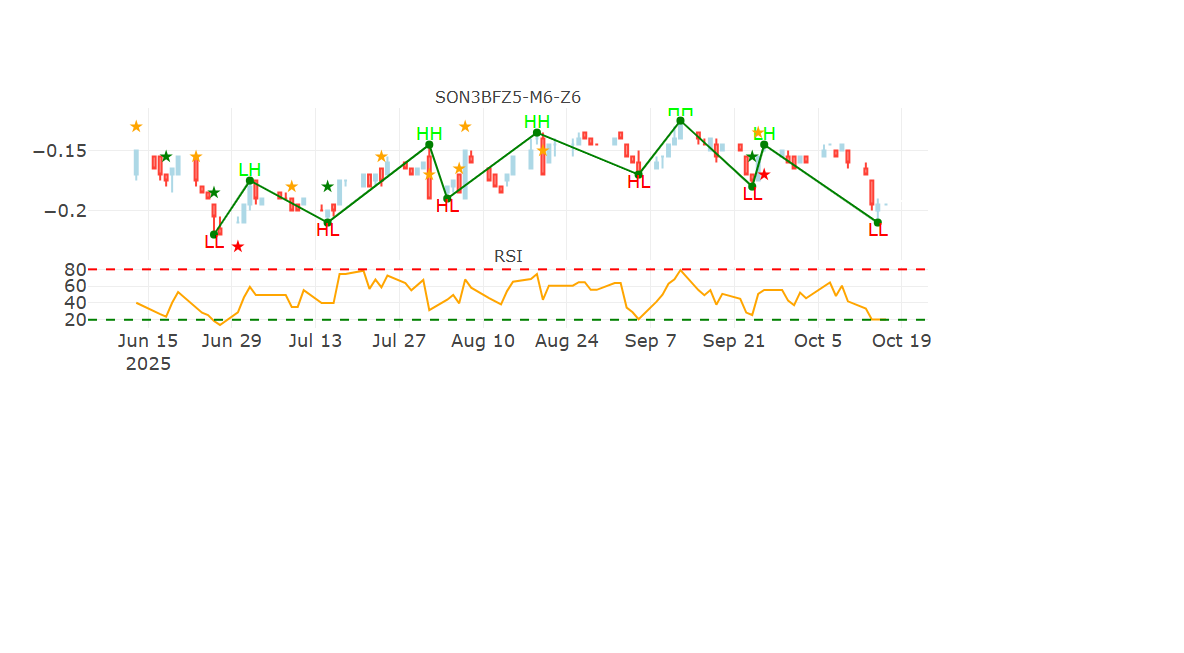 SON3BFZ5-M6-Z6
HH
HH
HH
LH
LH
−0.15
HL
LL
HL
−0.2
HL
LL
LL
RSI
80
60
40
20
Jun 15 Jun 29 Jul 13 Jul 27 Aug 10 Aug 24 Sep 7 Sep 21 Oct 5 Oct 19
2025